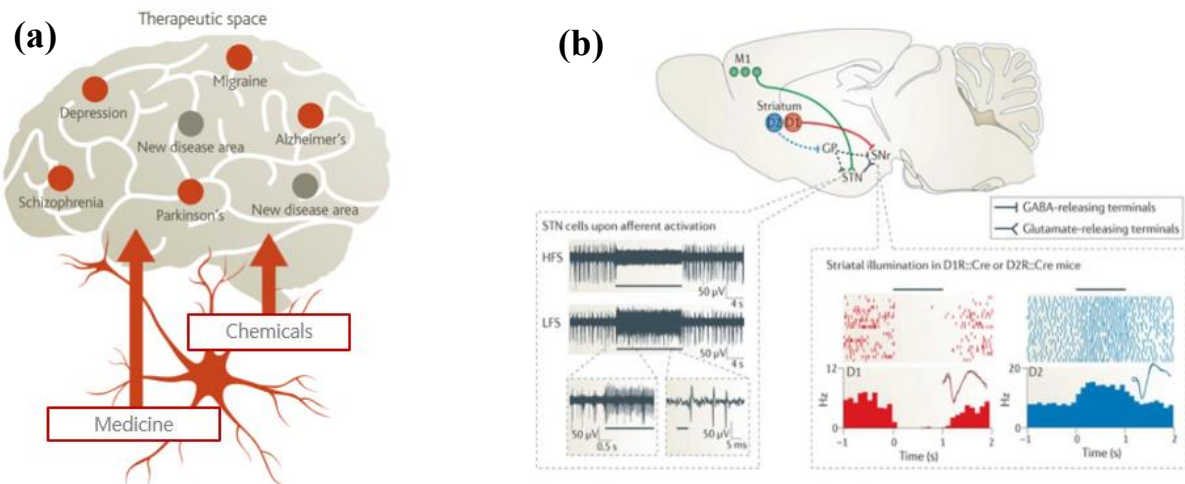 (a)
Therapeutic space
Migraine
Depression
New disease area
Alzheimer's
Schizophrenia
Parkinson's
New disease area
Chemicals
Medicine
(b)
M1
Striatum
D2 D1
GP
SNr
STN
GABA-releasing terminals
Glutamate-releasing terminals
STN cells upon afferent activation
HFS
50 µV
4 s
LFS
50 µV
4 s
50 µV
0.5 s
50 µV
5 ms
Striatal illumination in D1R::Cre or D2R::Cre mice
12
D1
Hz
0
-1 0 1 2
Time (s)
20
D2
Hz
0
-1 0 1 2
Time (s)